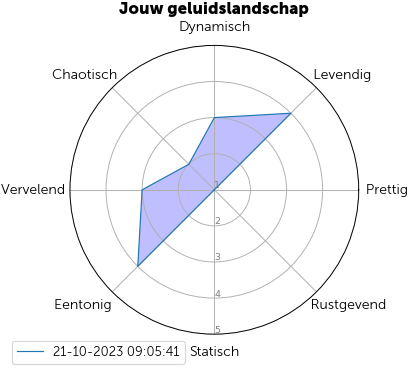 Jouw geluidslandschap
Dynamisch
Chaotisch
Levendig
Vervelend
1
Prettig
2
3
Eentonig
4
Rustgevend
5
21-10-2023 09:05:41
Statisch